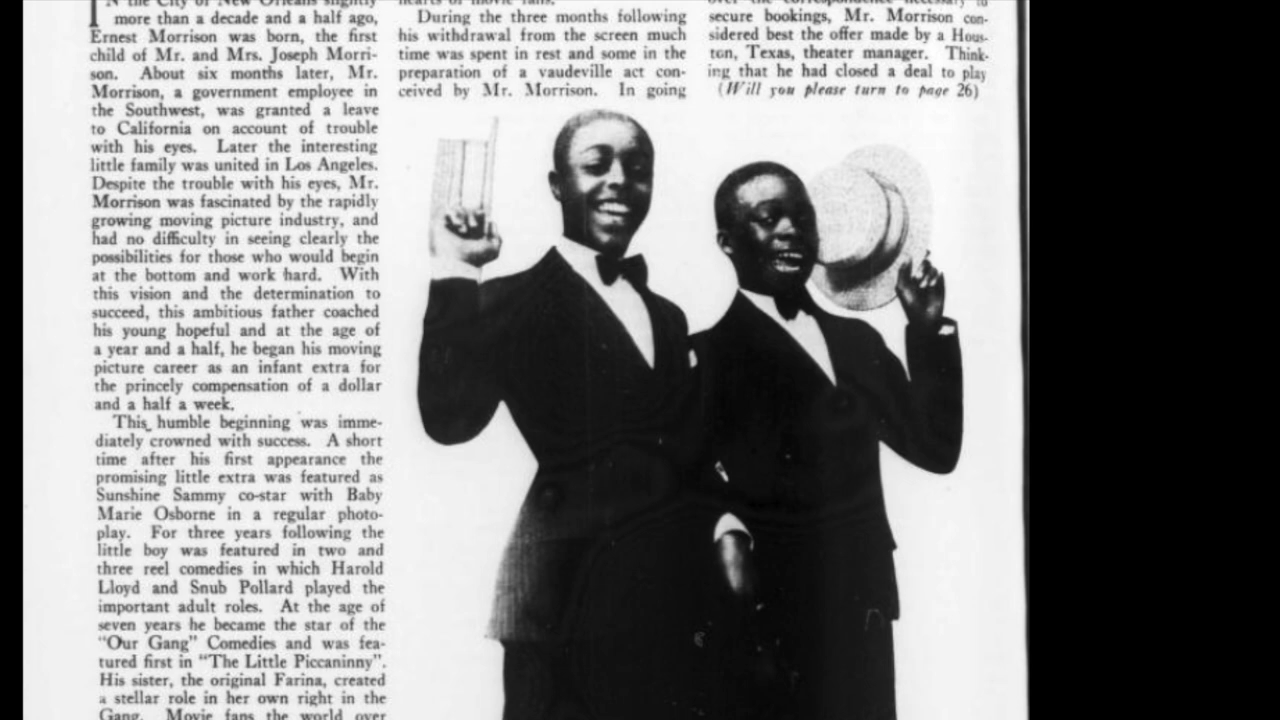 IN the City of New Orleans slightly
more than a decade and a half ago,
Ernest Morrison was born, the first
child of Mr. and Mrs. Joseph Morri-
son. About six months later, Mr.
Morrison, a government employee in
the Southwest, was granted a leave
to California on account of trouble
with his eyes. Later the interesting
little family was united in Los Angeles.
Despite the trouble with his eyes, Mr.
Morrison was fascinated by the rapidly
growing moving picture industry, and
had no difficulty in seeing clearly the
possibilities for those who would begin
at the bottom and work hard. With
this vision and the determination to
succeed, this ambitious father coached
his young hopeful and at the age of
a year and a half, he began his moving
picture career as an infant extra for
the princely compensation of a dollar
and a half a week.
This humble beginning was imme-
diately crowned with success. A short
time after his first appearance the
promising little extra was featured as
Sunshine Sammy co-star with Baby
Marie Osborne in a regular photo-
play. For three years following the
little boy was featured in two and
three reel comedies in which Harold
Lloyd and Snub Pollard played the
important adult roles. At the age of
seven years he became the star of the
"Our Gang" Comedies and was fea-
tured first in "The Little Piccaninny".
His sister, the original Farina, created
a stellar role in her own right in the
Gang. Movie fans the world over
hearts of movie fans.
During the three months following
his withdrawal from the screen much
time was spent in rest and some in the
preparation of a vaudeville act con-
ceived by Mr. Morrison. In going
over the correspondence necessary to
secure bookings, Mr. Morrison con-
sidered best the offer made by a Hous-
ton, Texas, theater manager. Think-
ing that he had closed a deal to play
(Will you please turn to page 26)